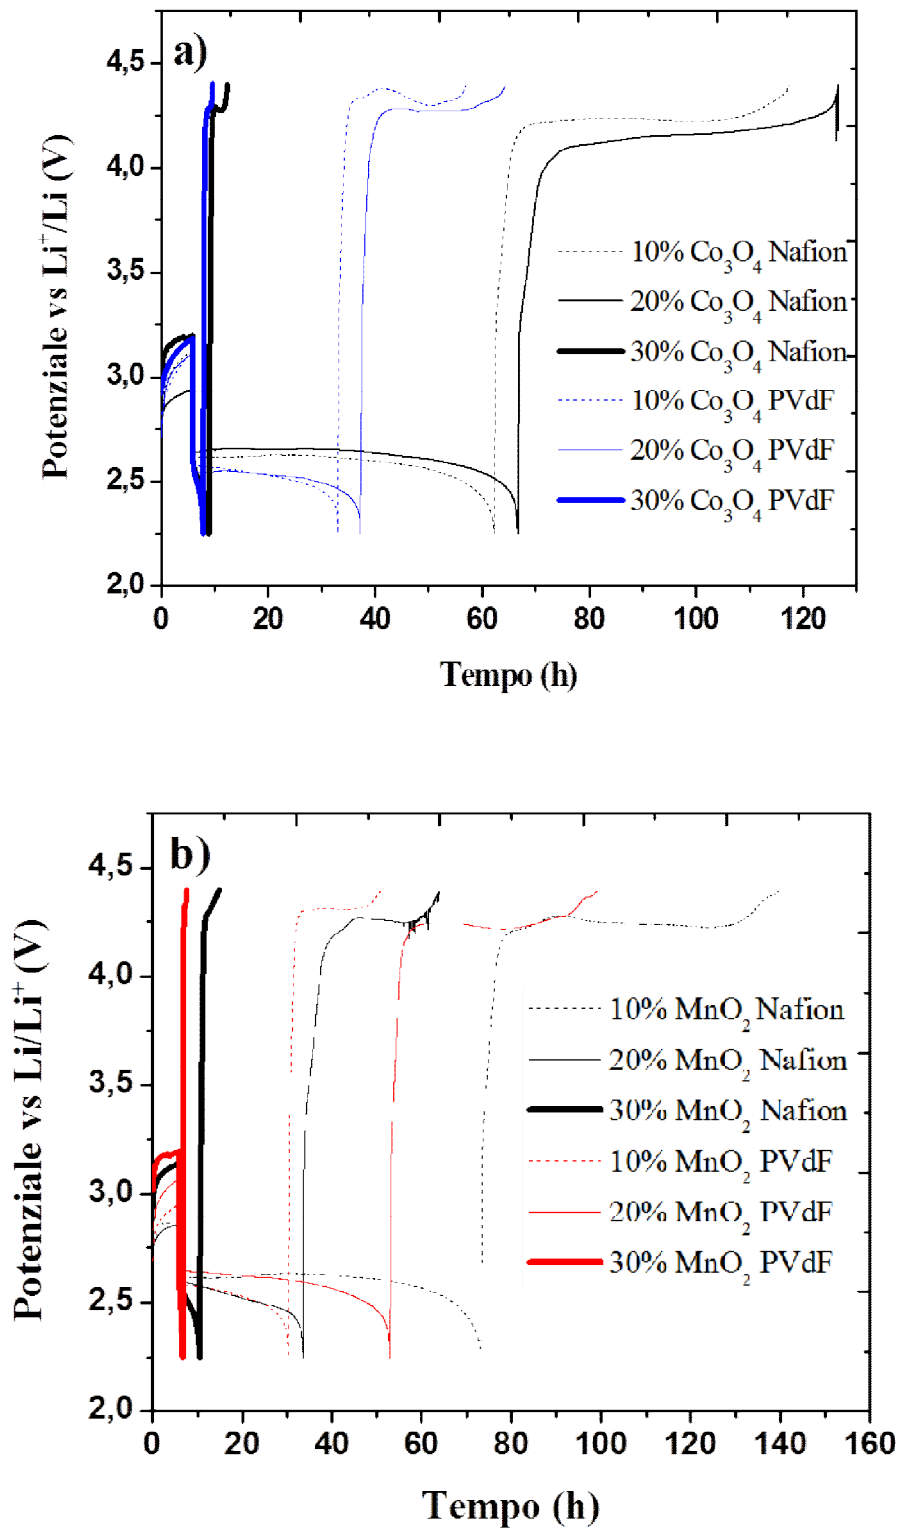 a)
4,5
4,0
3,5
3,0
2,5
2,0
Potenziale vs Li⁺/Li (V)
10% Co₃O₄ Nafion
20% Co₃O₄ Nafion
30% Co₃O₄ Nafion
10% Co₃O₄ PVdF
20% Co₃O₄ PVdF
30% Co₃O₄ PVdF
0 20 40 60 80 100 120
Tempo (h)
b)
4,5
4,0
3,5
3,0
2,5
2,0
Potenziale vs Li/Li⁺ (V)
10% MnO₂ Nafion
20% MnO₂ Nafion
30% MnO₂ Nafion
10% MnO₂ PVdF
20% MnO₂ PVdF
30% MnO₂ PVdF
0 20 40 60 80 100 120 140 160
Tempo (h)